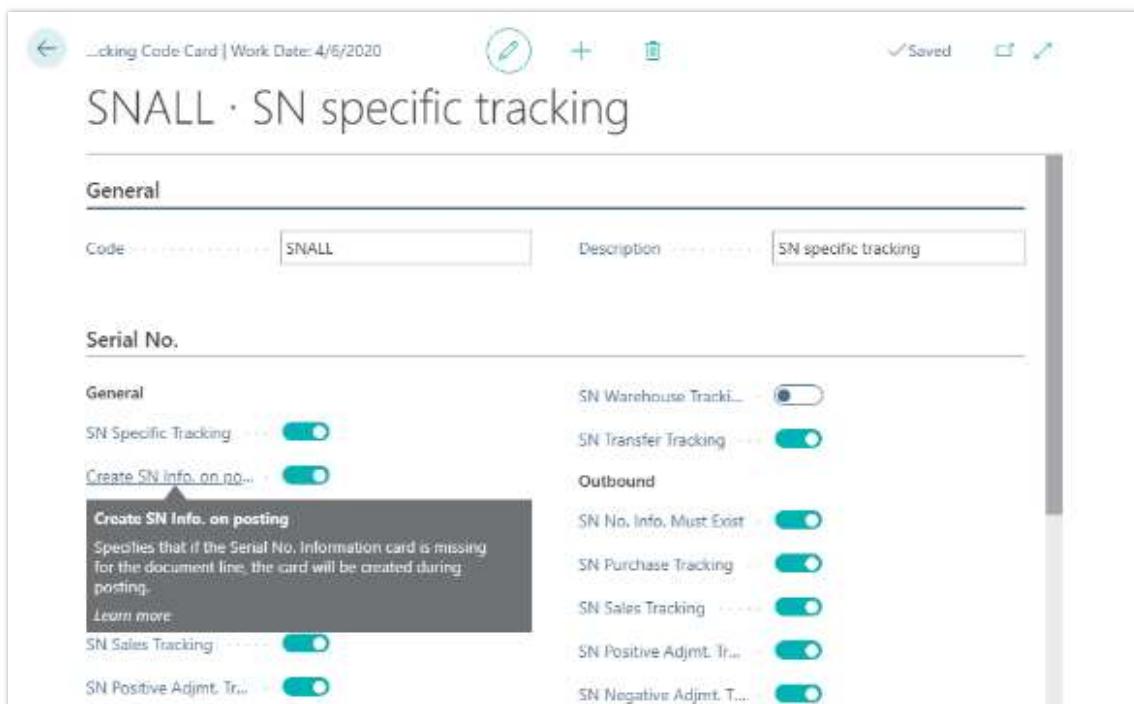 ...cking Code Card | Work Date: 4/6/2020
Saved
SNALL · SN specific tracking
General
Code
SNALL
Description
SN specific tracking
Serial No.
General
SN Specific Tracking
Create SN Info. on po...
Create SN Info. on posting
Specifies that if the Serial No. Information card is missing
for the document line, the card will be created during
posting.
Learn more
SN Sales Tracking
SN Positive Adjmt. Tr...
SN Warehouse Tracki...
SN Transfer Tracking
Outbound
SN No. Info. Must Exist
SN Purchase Tracking
SN Sales Tracking
SN Positive Adjmt. Tr...
SN Negative Adjmt. T...